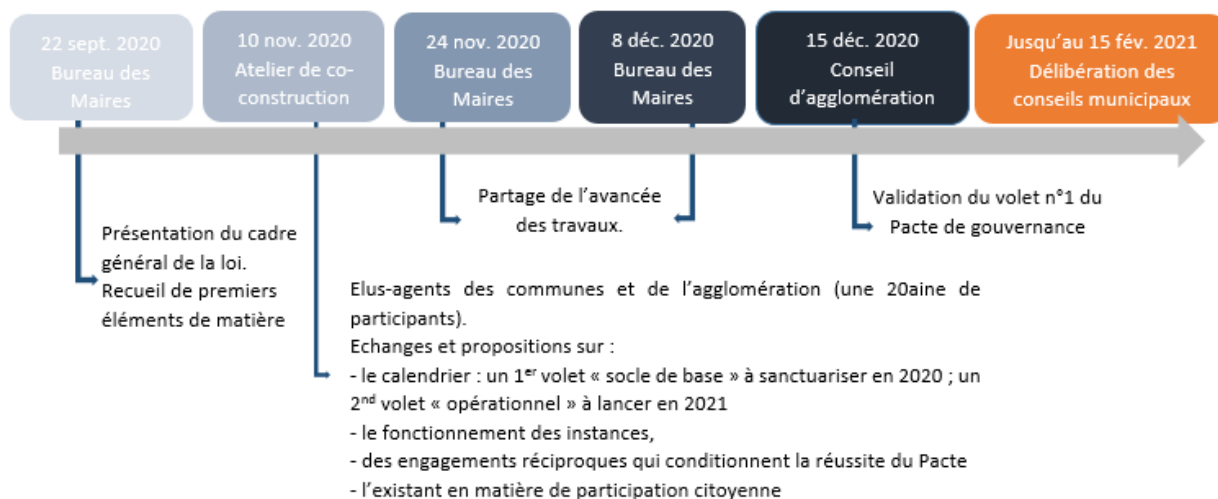 22 sept. 2020
Bureau des
Maires
10 nov. 2020
Atelier de co-
construction
24 nov. 2020
Bureau des
Maires
8 déc. 2020
Bureau des
Maires
15 déc. 2020
Conseil
d’agglomération
Jusqu’au 15 fév. 2021
Délibération des
conseils municipaux
Présentation du cadre
général de la loi.
Recueil de premiers
éléments de matière
Partage de l’avancée
des travaux.
Validation du volet n°1 du
Pacte de gouvernance
Elus-agents des communes et de l’agglomération (une 20aine de
participants).
Echanges et propositions sur :
- le calendrier : un 1er volet « socle de base » à sanctuariser en 2020 ; un
2nd volet « opérationnel » à lancer en 2021
- le fonctionnement des instances,
- des engagements réciproques qui conditionnent la réussite du Pacte
- l’existant en matière de participation citoyenne